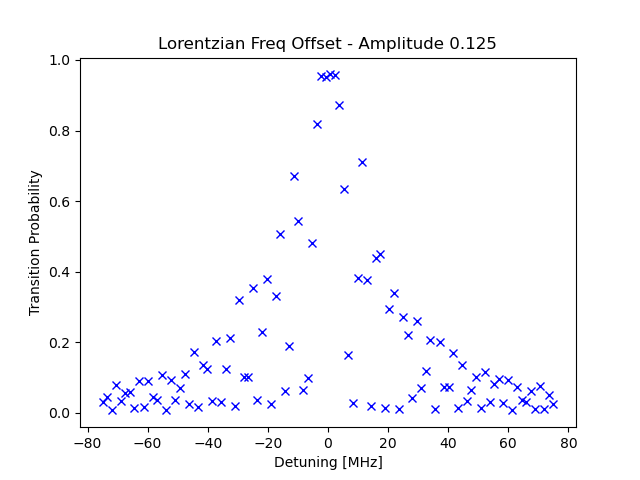 Lorentzian Freq Offset - Amplitude 0.125
1.0
0.8
0.6
0.4
0.2
0.0
Transition Probability
−80 −60 −40 −20 0 20 40 60 80
Detuning [MHz]